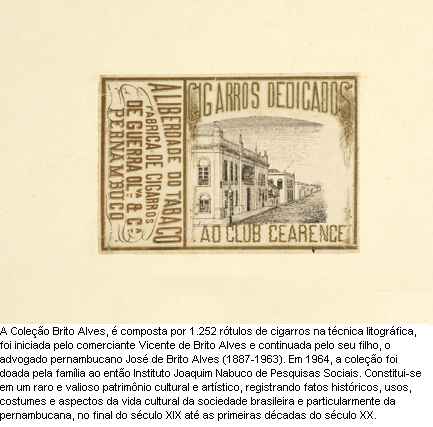 CIGARROS DEDICADOS
AO CLUB CEARENCE
A LIBERDADE DO TABACO
FABRICA DE CIGARROS
DE GUERRA OLᴿᴬ & Cᴬ
PERNAMBUCO
A Coleção Brito Alves, é composta por 1.252 rótulos de cigarros na técnica litográfica,
foi iniciada pelo comerciante Vicente de Brito Alves e continuada pelo seu filho, o
advogado pernambucano José de Brito Alves (1887-1963). Em 1964, a coleção foi
doada pela família ao então Instituto Joaquim Nabuco de Pesquisas Sociais. Constitui-se
em um raro e valioso patrimônio cultural e artístico, registrando fatos históricos, usos,
costumes e aspectos da vida cultural da sociedade brasileira e particularmente da
pernambucana, no final do século XIX até as primeiras décadas do século XX.